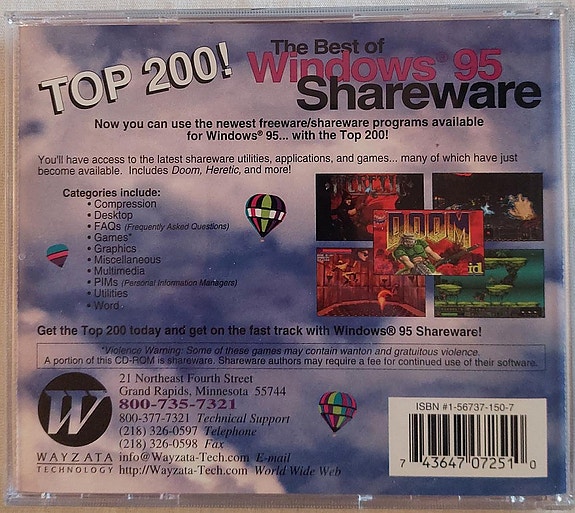 TOP 200!
The Best of
Windows® 95
Shareware
Now you can use the newest freeware/shareware programs available
for Windows® 95... with the Top 200!
You'll have access to the latest shareware utilities, applications, and games... many of which have just
become available. Includes Doom, Heretic, and more!
Categories include:
• Compression
• Desktop
• FAQs (Frequently Asked Questions)
• Games*
• Graphics
• Miscellaneous
• Multimedia
• PIMs (Personal Information Managers)
• Utilities
• Word
DOOM
id
Get the Top 200 today and get on the fast track with Windows® 95 Shareware!
*Violence Warning: Some of these games may contain wanton and gratuitous violence.
A portion of this CD-ROM is shareware. Shareware authors may require a fee for continued use of their software.
W
WAYZATA
TECHNOLOGY
21 Northeast Fourth Street
Grand Rapids, Minnesota 55744
800-735-7321
800-377-7321 Technical Support
(218) 326-0597 Telephone
(218) 326-0598 Fax
info@Wayzata-Tech.com E-mail
http://Wayzata-Tech.com World Wide Web
ISBN #1-56737-150-7
7 43647 07251 0